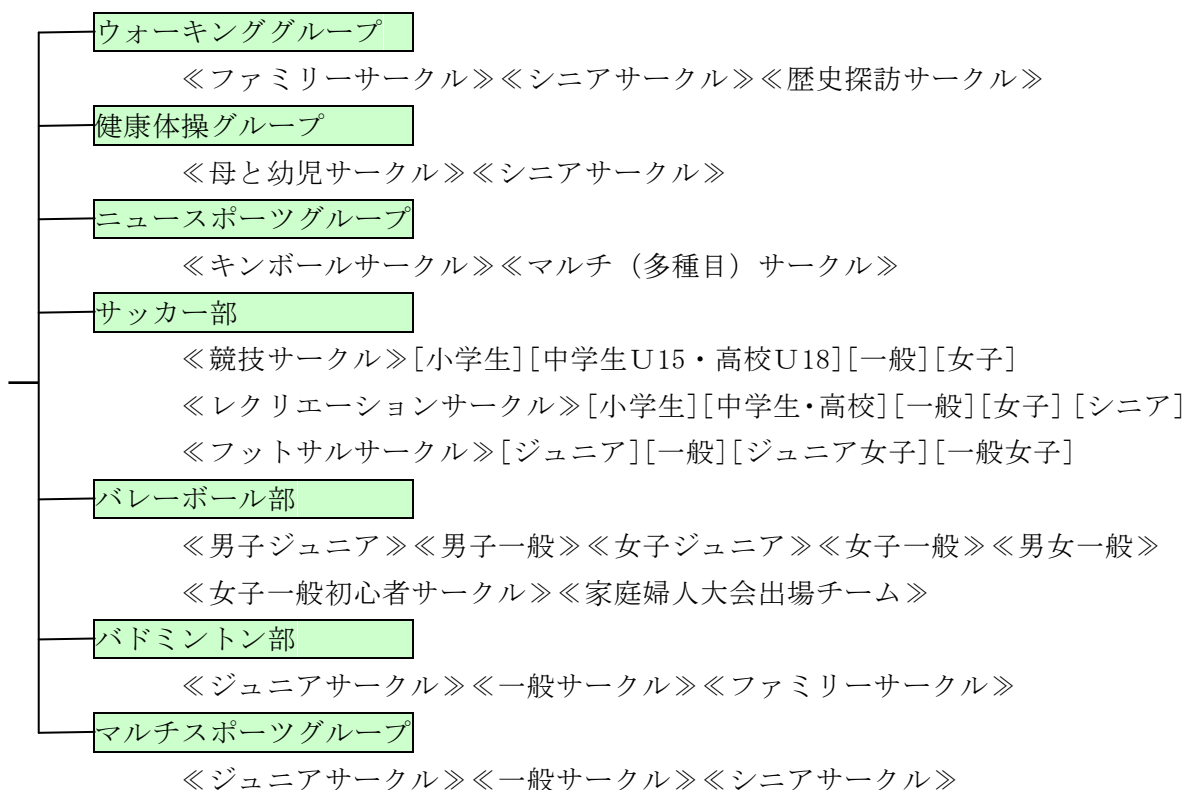 ウォーキンググループ
≪ファミリーサークル≫≪シニアサークル≫≪歴史探訪サークル≫
健康体操グループ
≪母と幼児サークル≫≪シニアサークル≫
ニュースポーツグループ
≪キンボールサークル≫≪マルチ（多種目）サークル≫
サッカー部
≪競技サークル≫[小学生][中学生U15・高校U18][一般][女子]
≪レクリエーションサークル≫[小学生][中学生・高校][一般][女子] [シニア]
≪フットサルサークル≫[ジュニア][一般][ジュニア女子][一般女子]
バレーボール部
≪男子ジュニア≫≪男子一般≫≪女子ジュニア≫≪女子一般≫≪男女一般≫
≪女子一般初心者サークル≫≪家庭婦人大会出場チーム≫
バドミントン部
≪ジュニアサークル≫≪一般サークル≫≪ファミリーサークル≫
マルチスポーツグループ
≪ジュニアサークル≫≪一般サークル≫≪シニアサークル≫